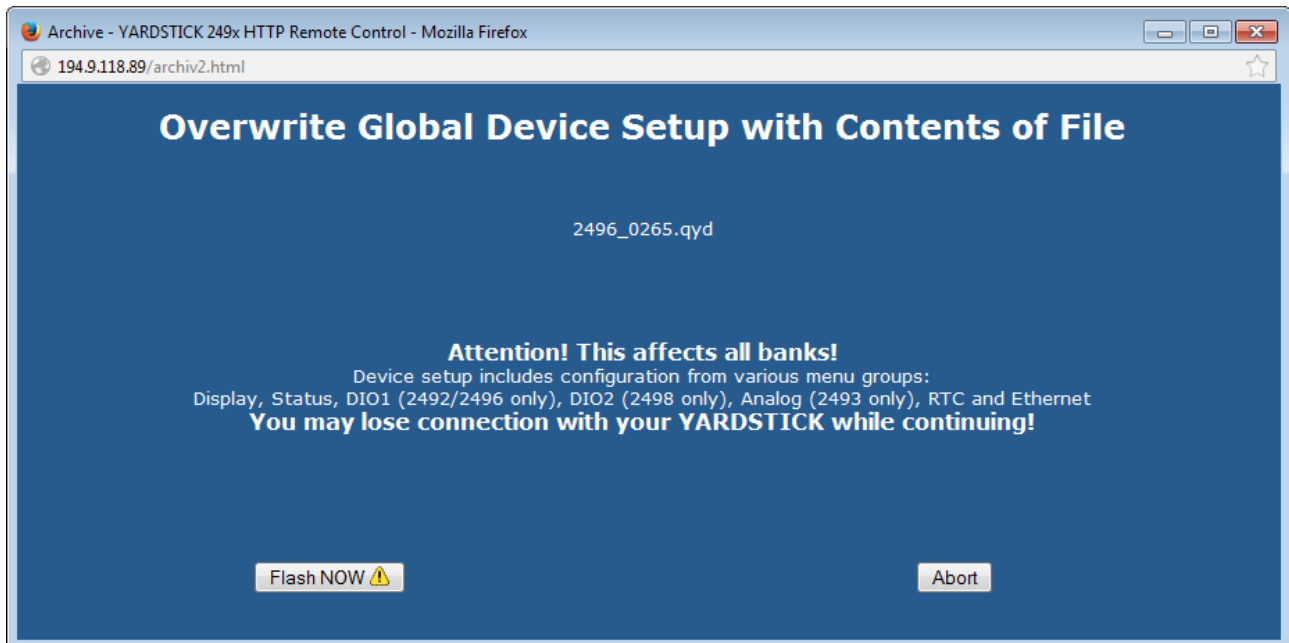 Archive - YARDSTICK 249x HTTP Remote Control - Mozilla Firefox
194.9.118.89/archiv2.html
Overwrite Global Device Setup with Contents of File
2496_0265.qyd
Attention! This affects all banks!
Device setup includes configuration from various menu groups:
Display, Status, DIO1 (2492/2496 only), DIO2 (2498 only), Analog (2493 only), RTC and Ethernet
You may lose connection with your YARDSTICK while continuing!
Flash NOW Abort